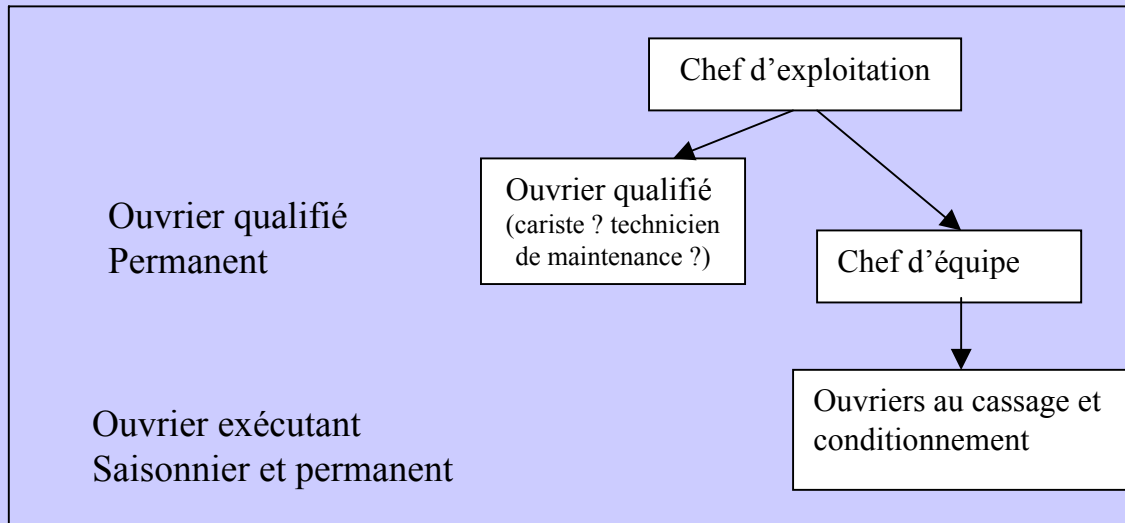 Chef d’exploitation
Ouvrier qualifié
(cariste ? technicien
de maintenance ?)
Ouvrier qualifié
Permanent
Chef d’équipe
Ouvriers au cassage et
conditionnement
Ouvrier exécutant
Saisonnier et permanent